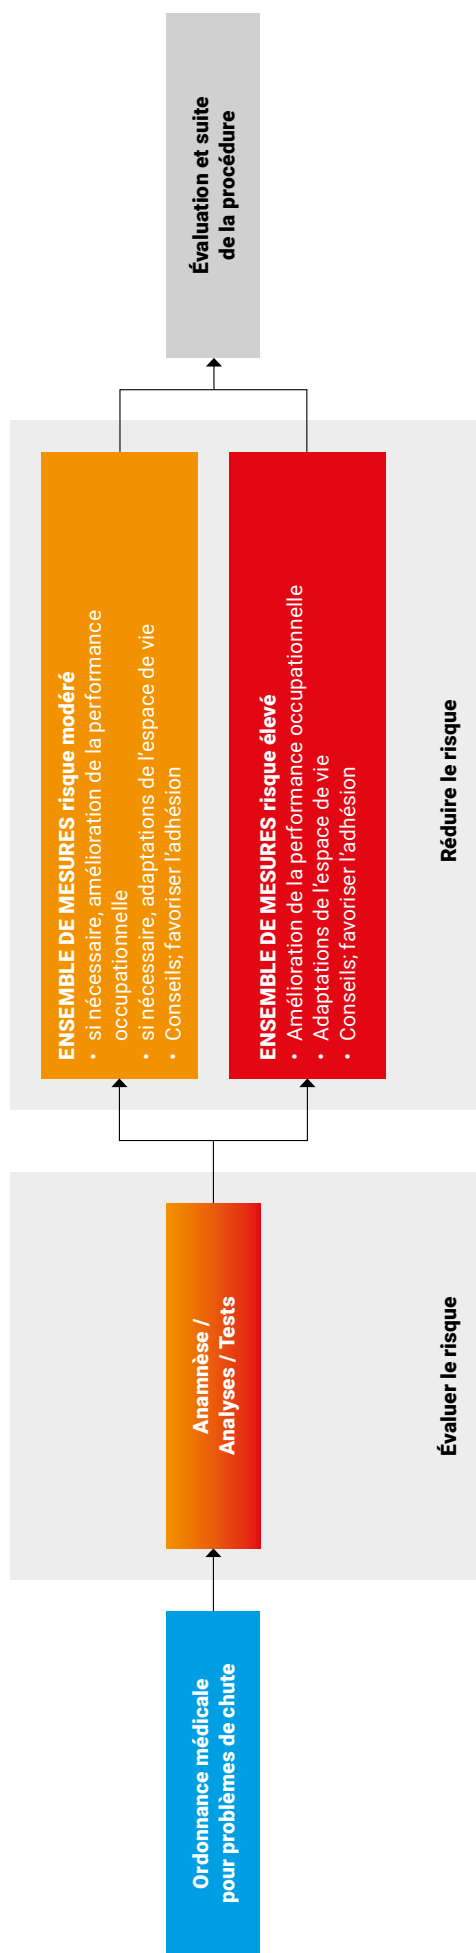 Ordonnance médicale
pour problèmes de chute
Anamnèse /
Analyses / Tests
Évaluer le risque
ENSEMBLE DE MESURES risque modéré
• si nécessaire, amélioration de la performance
occupationnelle
• si nécessaire, adaptations de l'espace de vie
• Conseils; favoriser l'adhésion
ENSEMBLE DE MESURES risque élevé
• Amélioration de la performance occupationnelle
• Adaptations de l'espace de vie
• Conseils; favoriser l'adhésion
Réduire le risque
Évaluation et suite
de la procédure